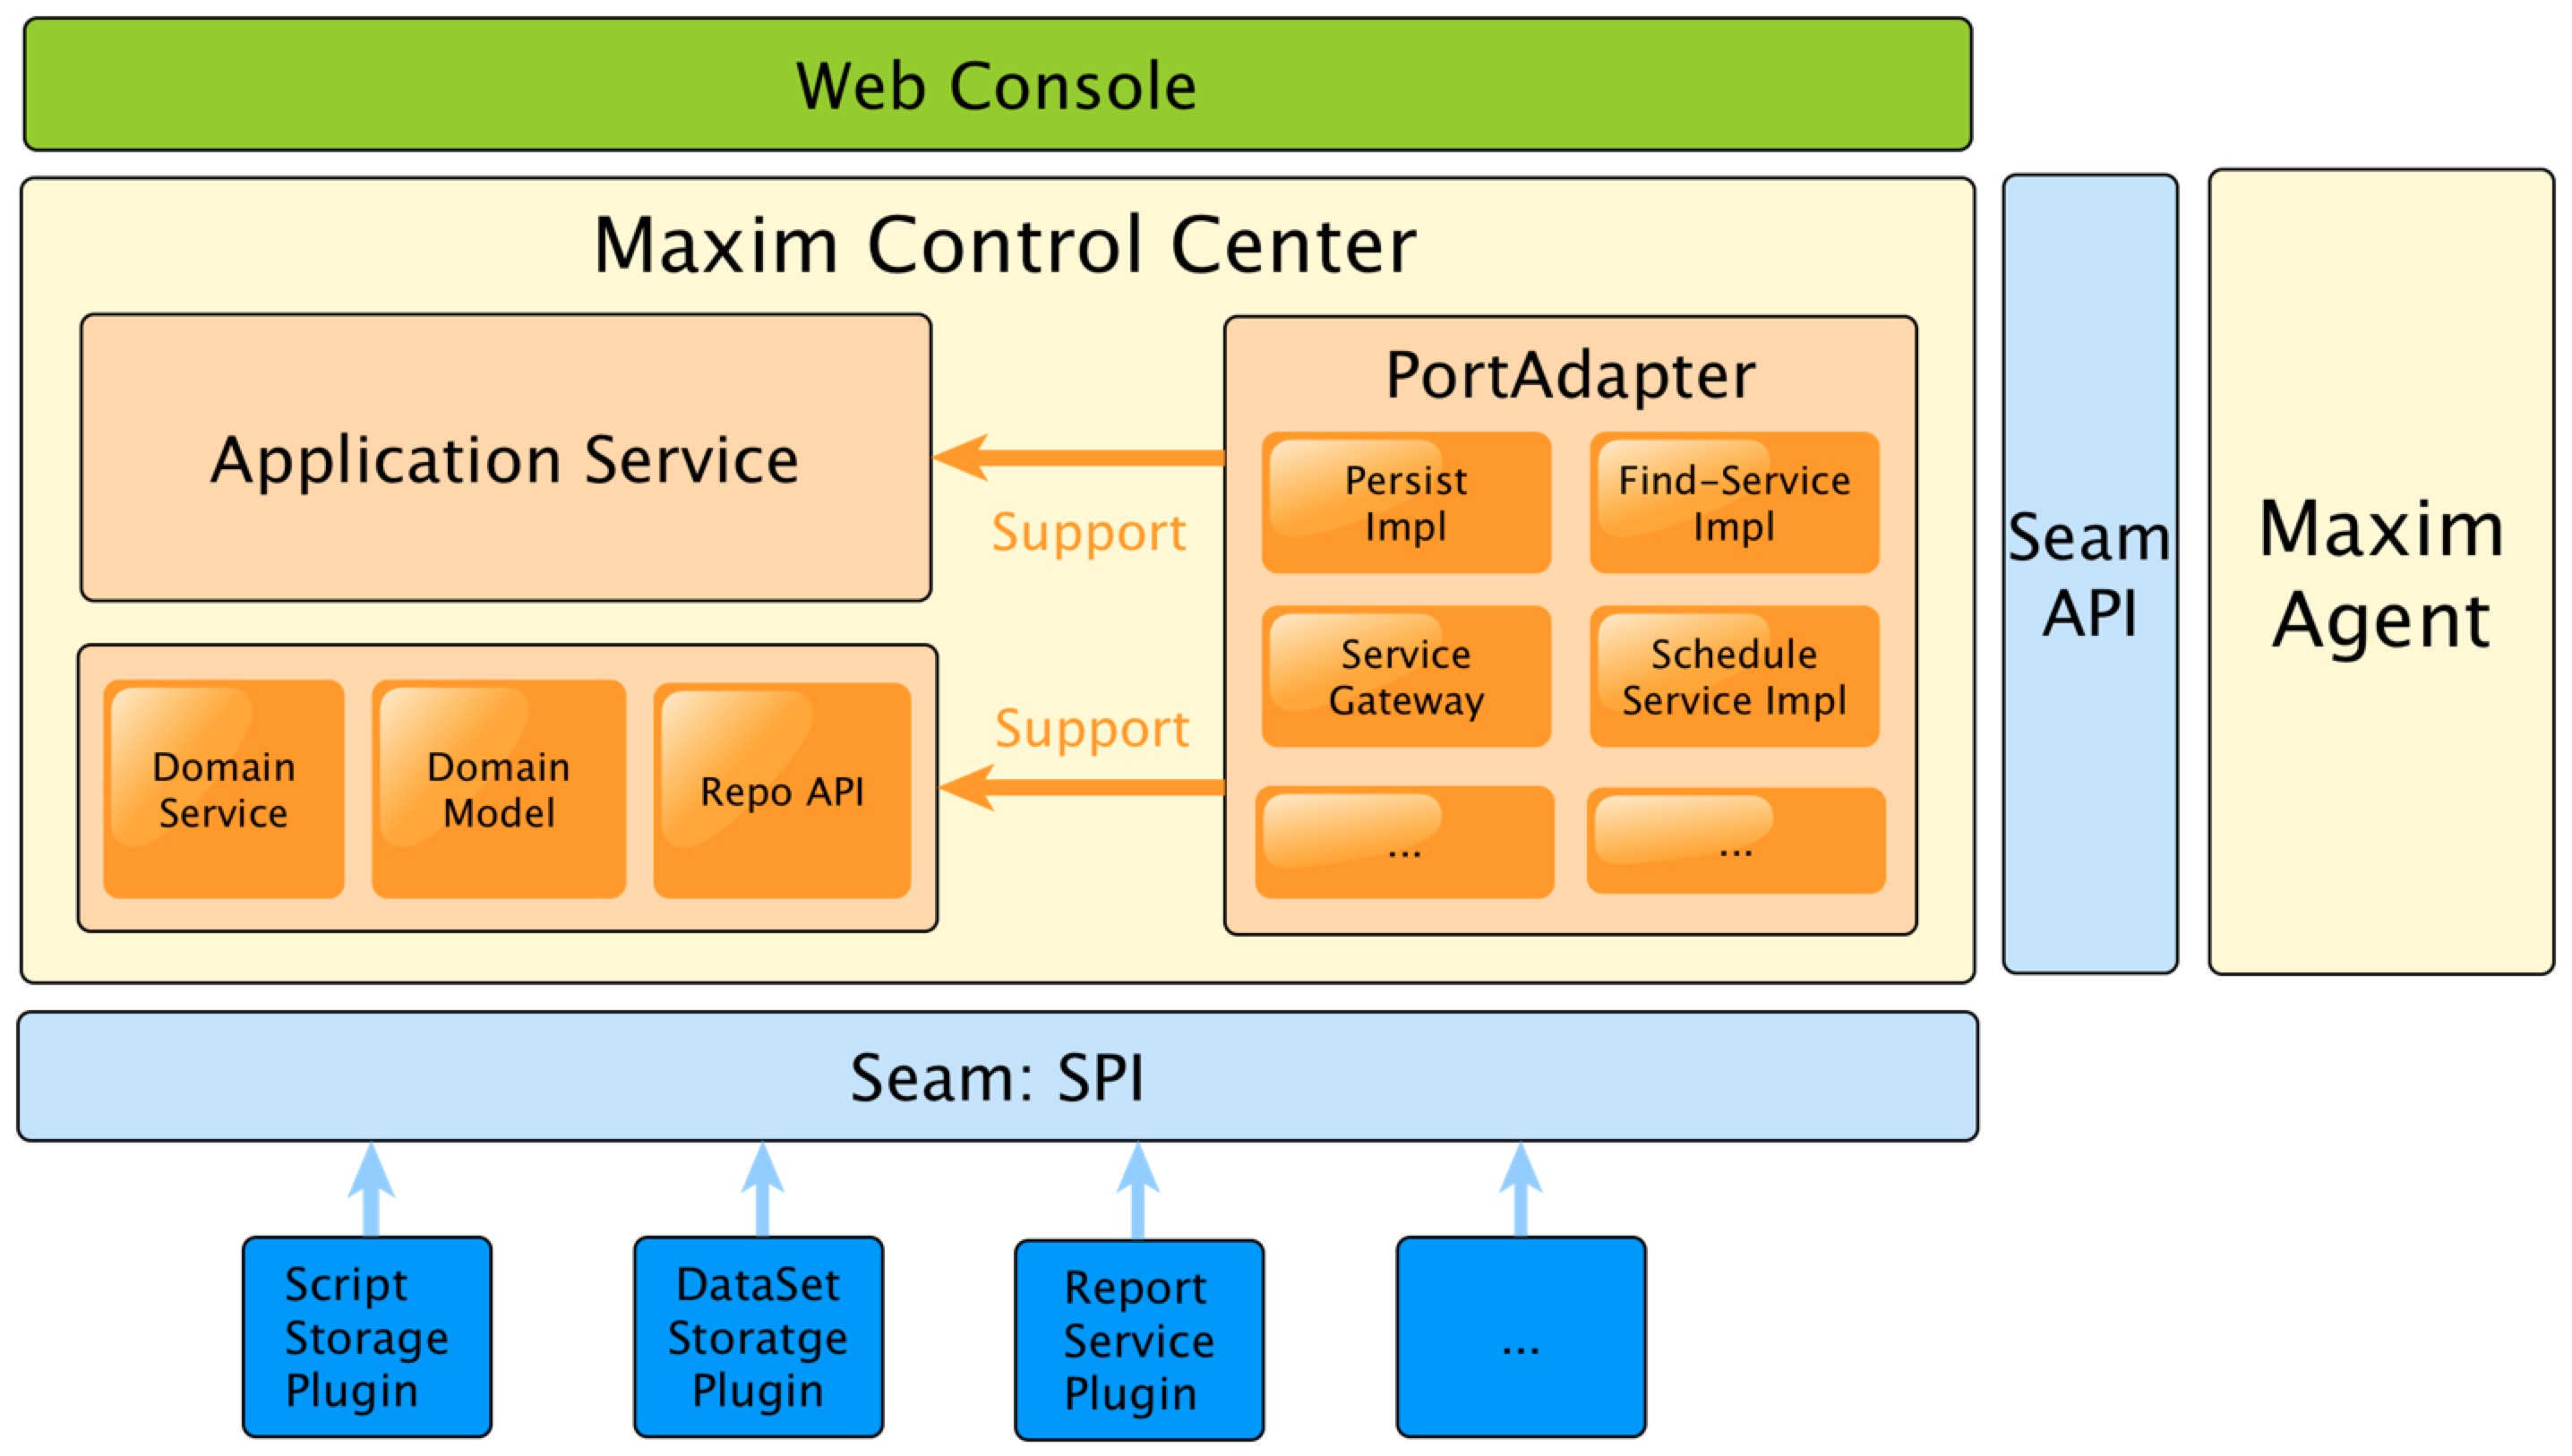 Web Console
Maxim Control Center
Application Service
Support
PortAdapter
Persist
Impl
Find-Service
Impl
Service
Gateway
Schedule
Service Impl
...
...
Domain
Service
Domain
Model
Repo API
Support
Seam
API
Maxim
Agent
Seam: SPI
Script
Storage
Plugin
DataSet
Storatge
Plugin
Report
Service
Plugin
...